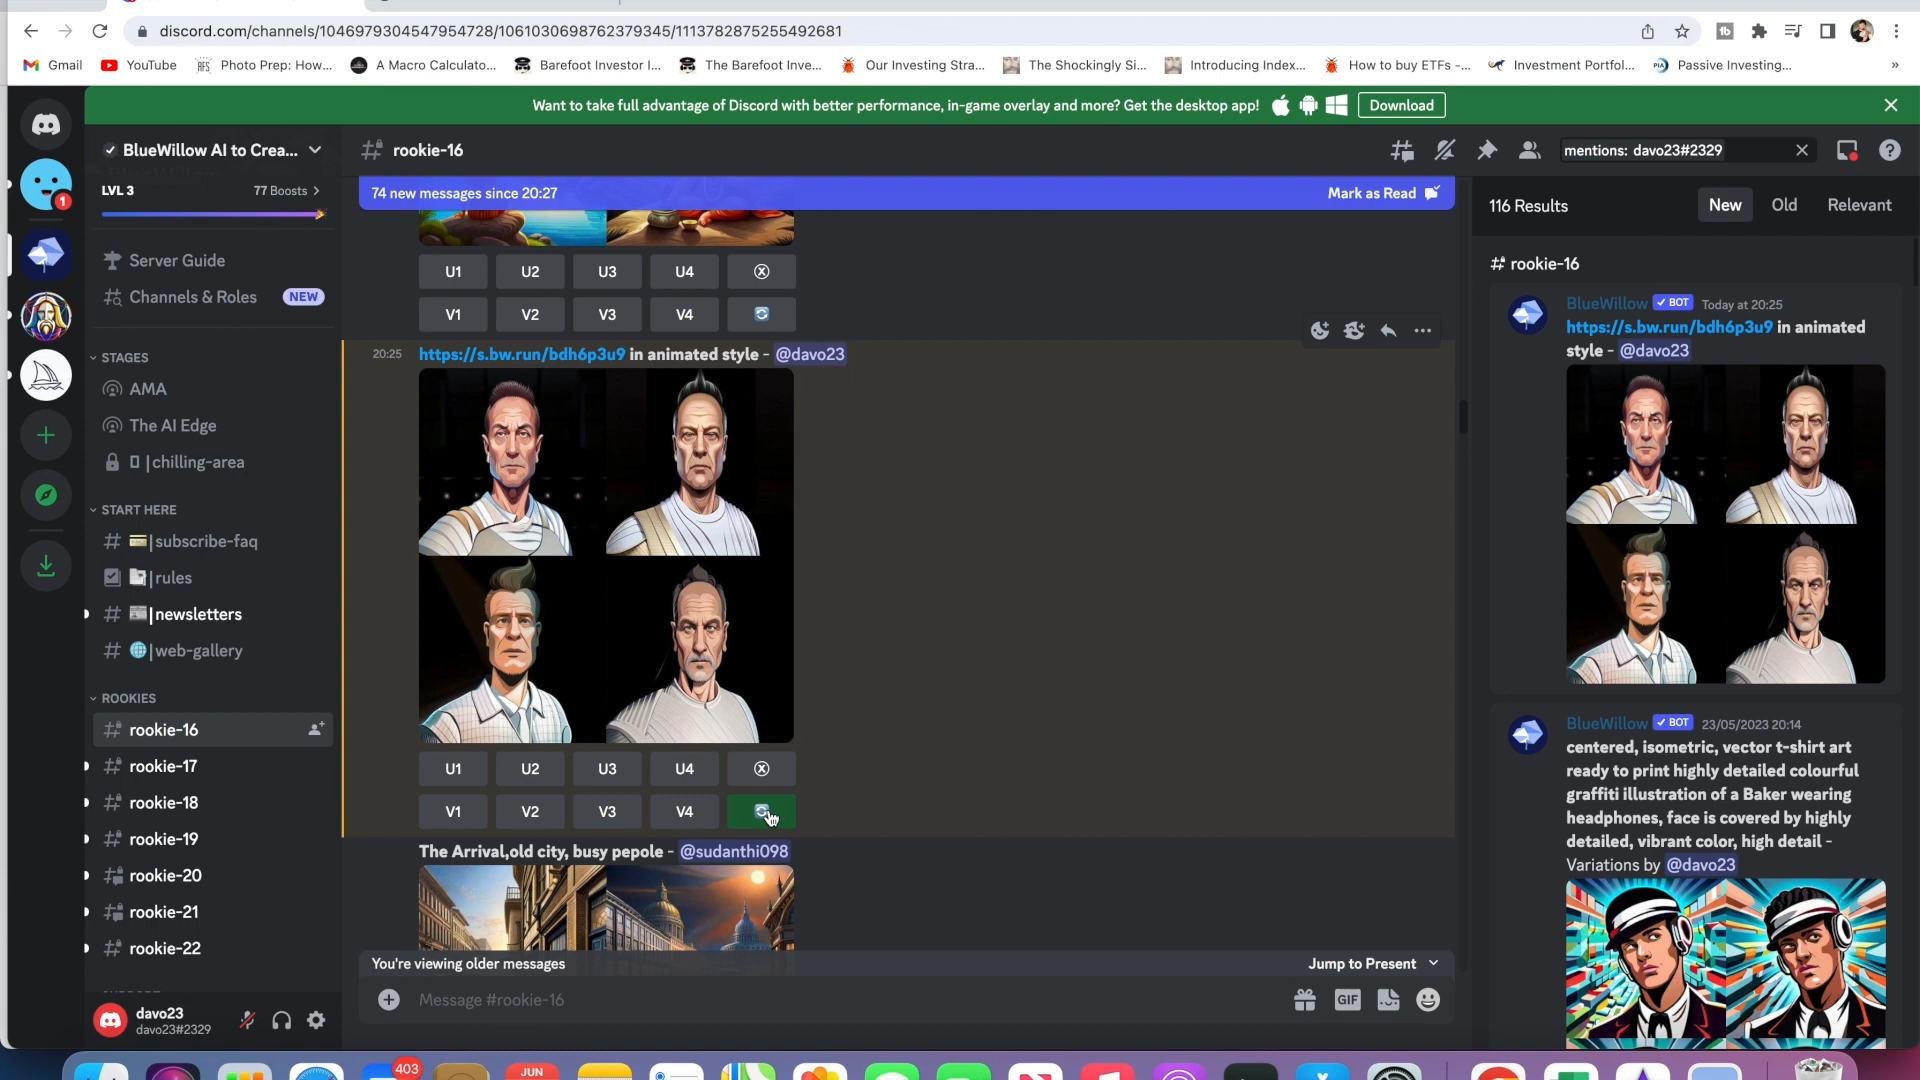 discord.com/channels/1046979304547954728/1061030698762379345/1113782875255492681
Gmail
YouTube
Photo Prep: How...
A Macro Calculato...
Barefoot Investor I...
The Barefoot Inve...
Our Investing Stra...
The Shockingly Si...
Introducing Index...
How to buy ETFs -...
Investment Portfol...
Passive Investing...
»
Want to take full advantage of Discord with better performance, in-game overlay and more? Get the desktop app!
Download
BlueWillow AI to Crea...
LVL 3
77 Boosts
Server Guide
Channels & Roles
NEW
STAGES
AMA
The AI Edge
|chilling-area
START HERE
|subscribe-faq
|rules
|newsletters
|web-gallery
ROOKIES
rookie-16
rookie-17
rookie-18
rookie-19
rookie-20
rookie-21
rookie-22
davo23
davo23#2329
1
rookie-16
mentions: davo23#2329
74 new messages since 20:27
Mark as Read
U1 U2 U3 U4
V1 V2 V3 V4
20:25 https://s.bw.run/bdh6p3u9 in animated style - @davo23
U1 U2 U3 U4
V1 V2 V3 V4
The Arrival,old city, busy pepole - @sudanthi098
You're viewing older messages
Jump to Present
Message #rookie-16
GIF
116 Results
New
Old
Relevant
rookie-16
BlueWillow BOT Today at 20:25
https://s.bw.run/bdh6p3u9 in animated
style - @davo23
BlueWillow BOT 23/05/2023 20:14
centered, isometric, vector t-shirt art
ready to print highly detailed colourful
graffiti illustration of a Baker wearing
headphones, face is covered by highly
detailed, vibrant color, high detail -
Variations by @davo23
403
JUN